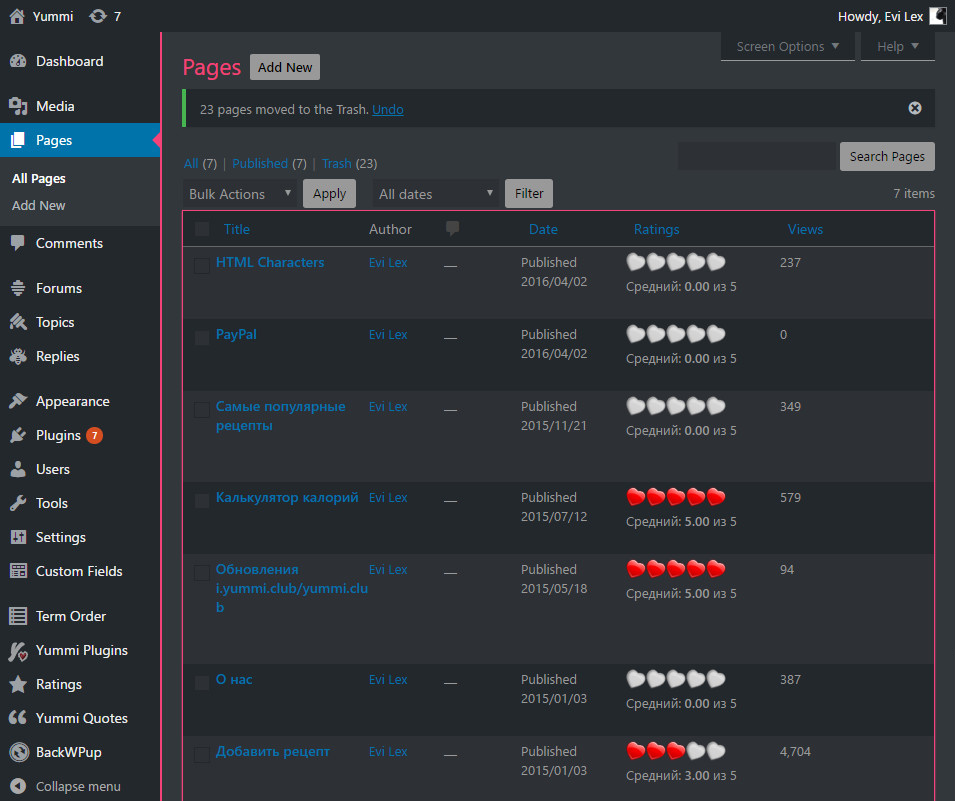 Yummi 7 Howdy, Evi Lex
Screen Options ▼ Help ▼
Dashboard
Media
Pages
All Pages
Add New
Comments
Forums
Topics
Replies
Appearance
Plugins 7
Users
Tools
Settings
Custom Fields
Term Order
Yummi Plugins
Ratings
Yummi Quotes
BackWPup
Collapse menu
Pages Add New
23 pages moved to the Trash. Undo
All (7) | Published (7) | Trash (23)
Search Pages
Bulk Actions ▼ Apply All dates ▼ Filter 7 items
Title Author Date Ratings Views
HTML Characters Evi Lex — Published 237
2016/04/02 Средний: 0.00 из 5
PayPal Evi Lex — Published 0
2016/04/02 Средний: 0.00 из 5
Самые популярные Evi Lex — Published 349
рецепты 2015/11/21 Средний: 0.00 из 5
Калькулятор калорий Evi Lex — Published 579
2015/07/12 Средний: 5.00 из 5
Обновления Evi Lex — Published 94
i.yummi.club/yummi.clu 2015/05/18 Средний: 5.00 из 5
b
О нас Evi Lex — Published 387
2015/01/03 Средний: 0.00 из 5
Добавить рецепт Evi Lex — Published 4,704
2015/01/03 Средний: 3.00 из 5